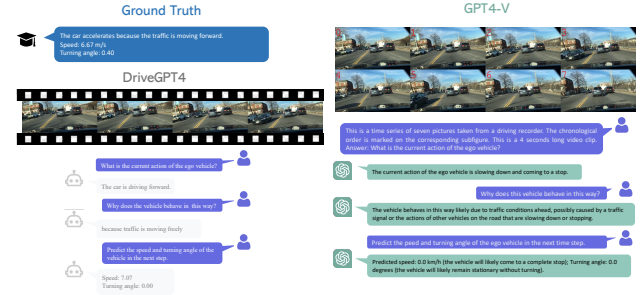 Ground Truth
The car accelerates because the traffic is moving forward.
Speed: 6.67 m/s
Turning angle: 0.40
DriveGPT4
What is the current action of the ego vehicle?
The car is driving forward.
Why does the vehicle behave in this way?
because traffic is moving freely
Predict the speed and turning angle of the
vehicle in the next step.
Speed: 7.07
Turning angle: 0.00
GPT4-V
This is a time series of seven pictures taken from a driving recorder. The chronological
order is marked on the corresponding subfigure. This is a 4 seconds long video clip.
Answer: What is the current action of the ego vehicle?
The current action of the ego vehicle is slowing down and coming to a stop.
Why does this vehicle behave in this way?
The vehicle behaves in this way likely due to traffic conditions ahead, possibly caused by a traffic
signal or the actions of other vehicles on the road that are slowing down or stopping.
Predict the peed and turning angle of the ego vehicle in the next time step.
Predicted speed: 0.0 km/h (the vehicle will likely come to a complete stop); Turning angle: 0.0
degrees (the vehicle will likely remain stationary without turning).